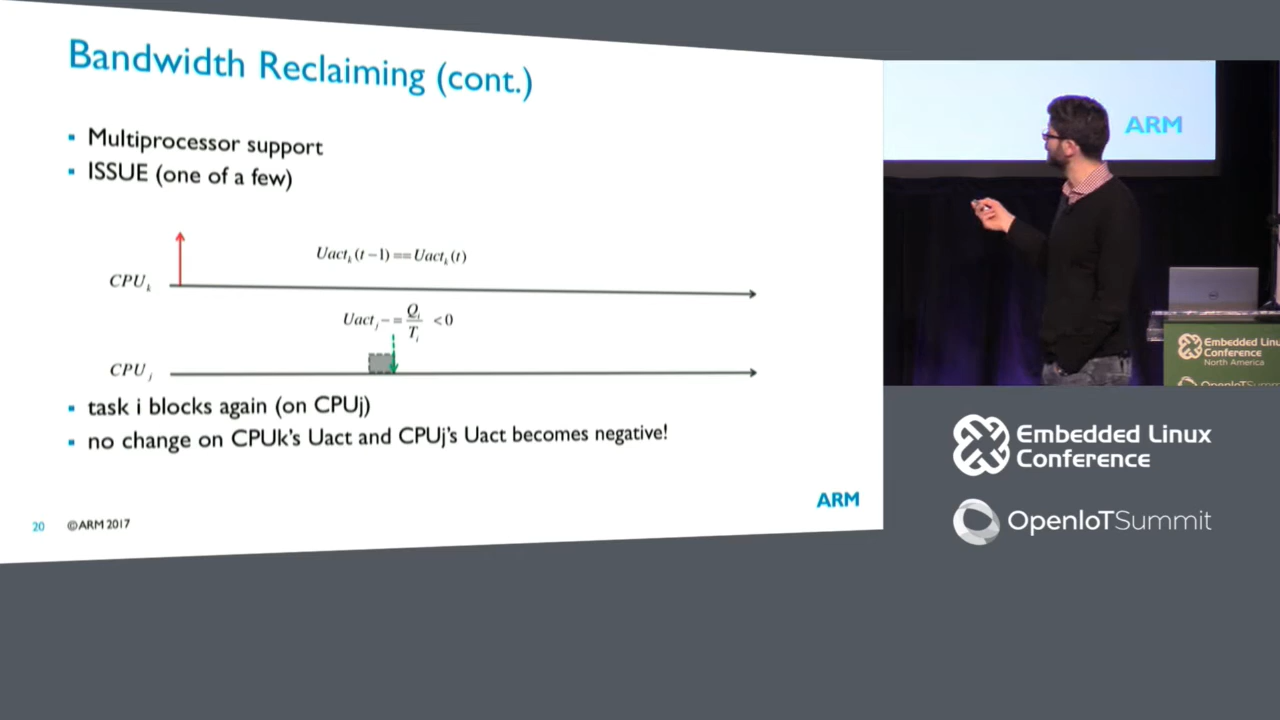 Bandwidth Reclaiming (cont.)
▪ Multiprocessor support
▪ ISSUE (one of a few)
Uact_k(t−1)==Uact_k(t)
CPU_k
Uact_j−=Q_i/T_i <0
CPU_j
▪ task i blocks again (on CPUj)
▪ no change on CPUk's Uact and CPUj's Uact becomes negative!
ARM
20 ©ARM 2017
ARM
Embedded Linu
Conference
North America
OpenIoTSumm
Embedded Linux
Conference
OpenIoTSummit